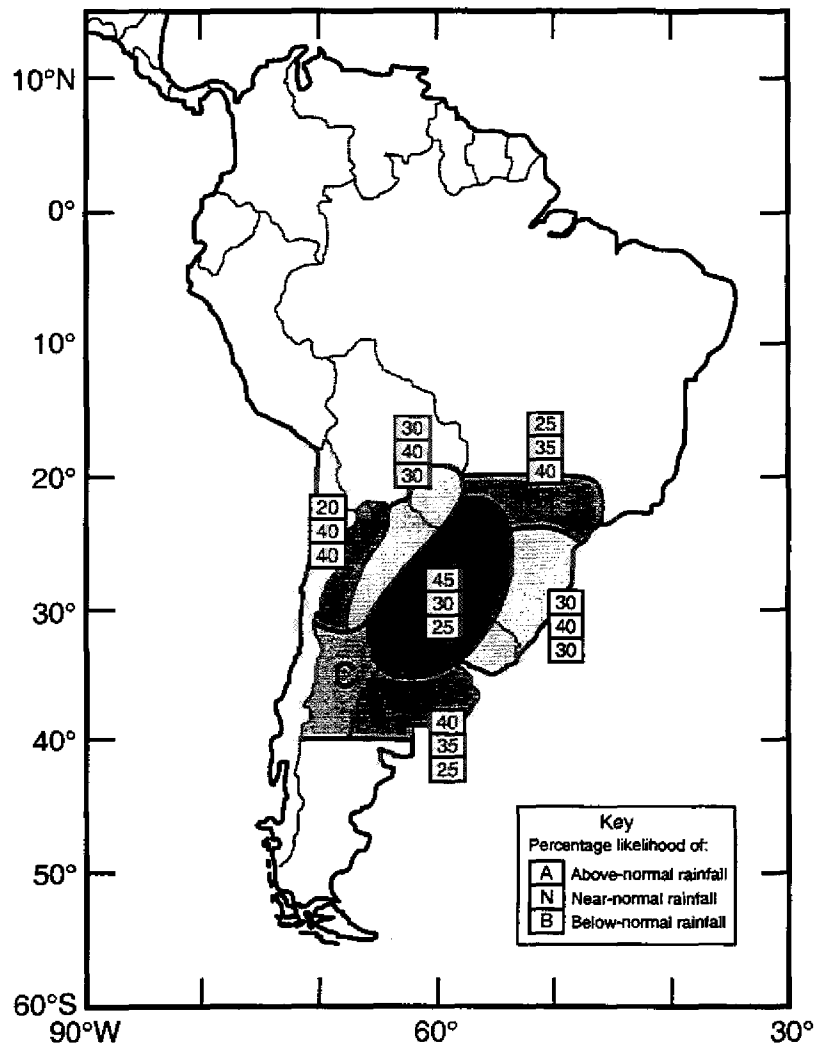 10°N
0°
10°
20°
30°
40°
50°
60°S
90°W
60°
30°
30
40
30
25
35
40
20
40
40
45
30
25
30
40
30
C
40
35
25
Key
Percentage likelihood of:
A Above-normal rainfall
N Near-normal rainfall
B Below-normal rainfall